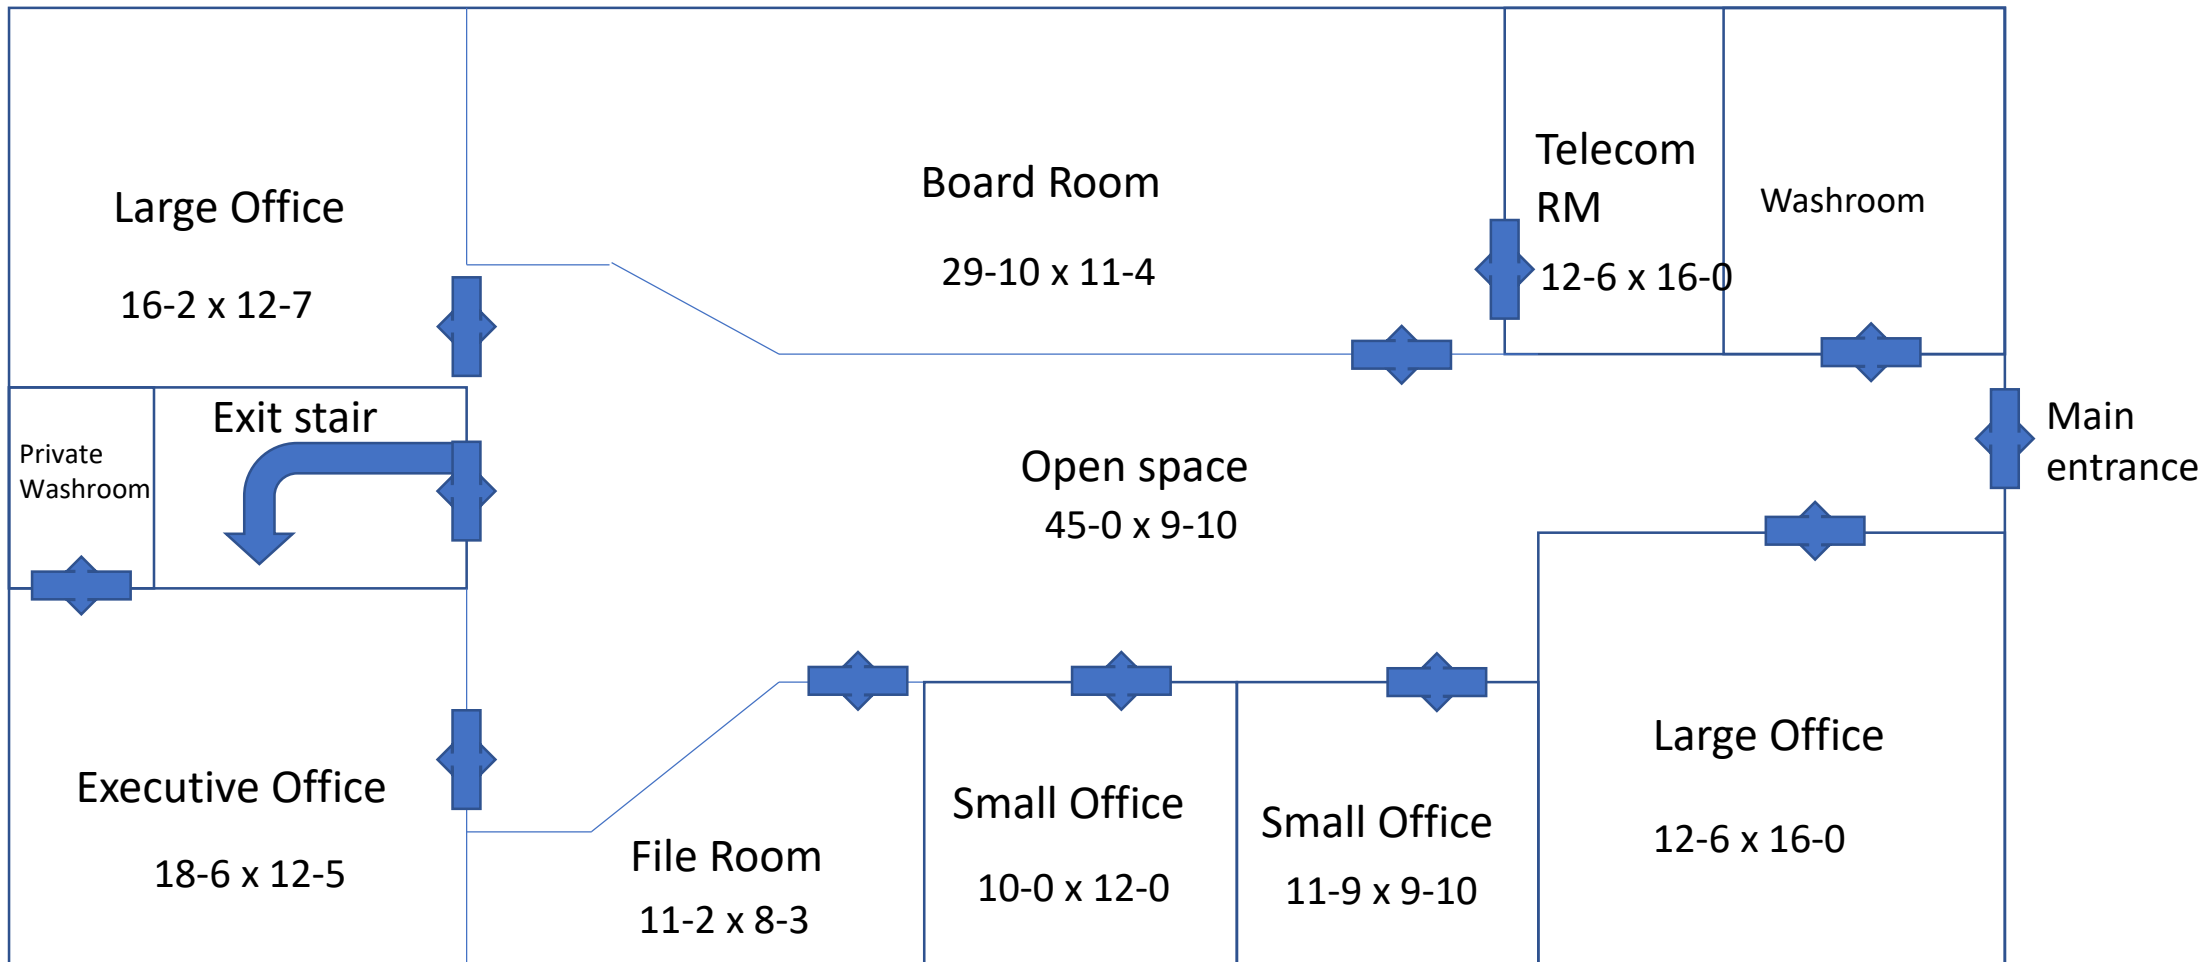 Large Office
16-2 x 12-7
Board Room
29-10 x 11-4
Telecom
RM
12-6 x 16-0
Washroom
Private
Washroom
Exit stair
Open space
45-0 x 9-10
Main
entrance
Executive Office
18-6 x 12-5
File Room
11-2 x 8-3
Small Office
10-0 x 12-0
Small Office
11-9 x 9-10
Large Office
12-6 x 16-0